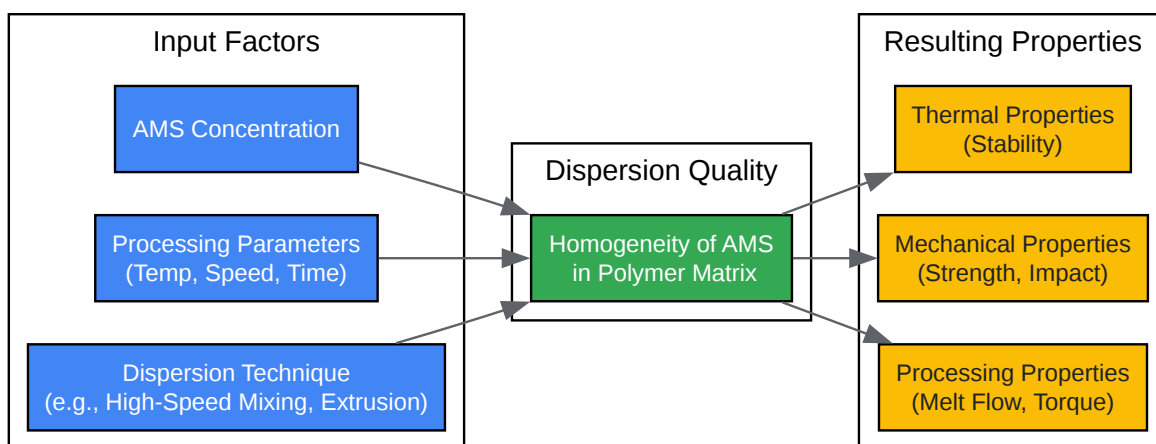 Input Factors
AMS Concentration
Processing Parameters
(Temp, Speed, Time)
Dispersion Technique
(e.g., High-Speed Mixing, Extrusion)
Dispersion Quality
Homogeneity of AMS
in Polymer Matrix
Resulting Properties
Thermal Properties
(Stability)
Mechanical Properties
(Strength, Impact)
Processing Properties
(Melt Flow, Torque)